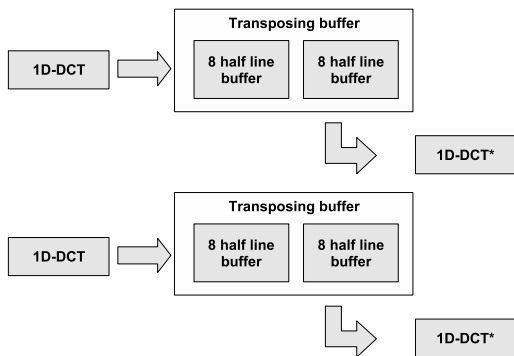 Transposing buffer
1D-DCT
8 half line
buffer
8 half line
buffer
1D-DCT*
Transposing buffer
1D-DCT
8 half line
buffer
8 half line
buffer
1D-DCT*